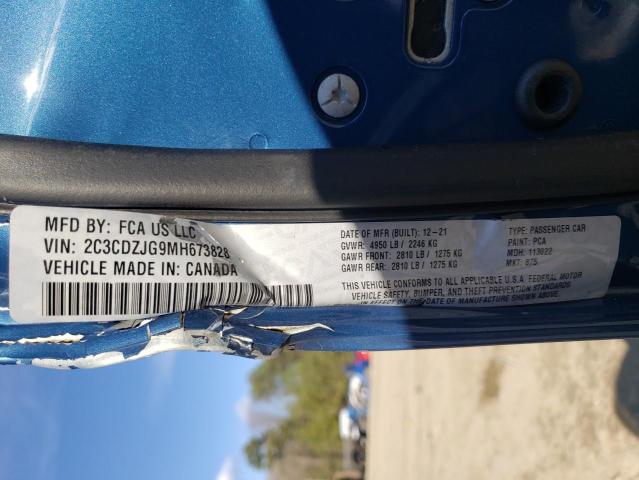 MFD BY: FCA US LLC
VIN: 2C3CDZJG9MH673828
VEHICLE MADE IN: CANADA
DATE OF MFR (BUILT): 12-21
GVWR: 4950 LB / 2246 KG
GAWR FRONT: 2810 LB / 1275 KG
GAWR REAR: 2810 LB / 1275 KG
TYPE: PASSENGER CAR
PAINT: PCA
MDH: 113022
MKT: 875
THIS VEHICLE CONFORMS TO ALL APPLICABLE U.S.A. FEDERAL MOTOR
VEHICLE SAFETY, BUMPER, AND THEFT PREVENTION STANDARDS
IN EFFECT ON THE DATE OF MANUFACTURE SHOWN ABOVE.